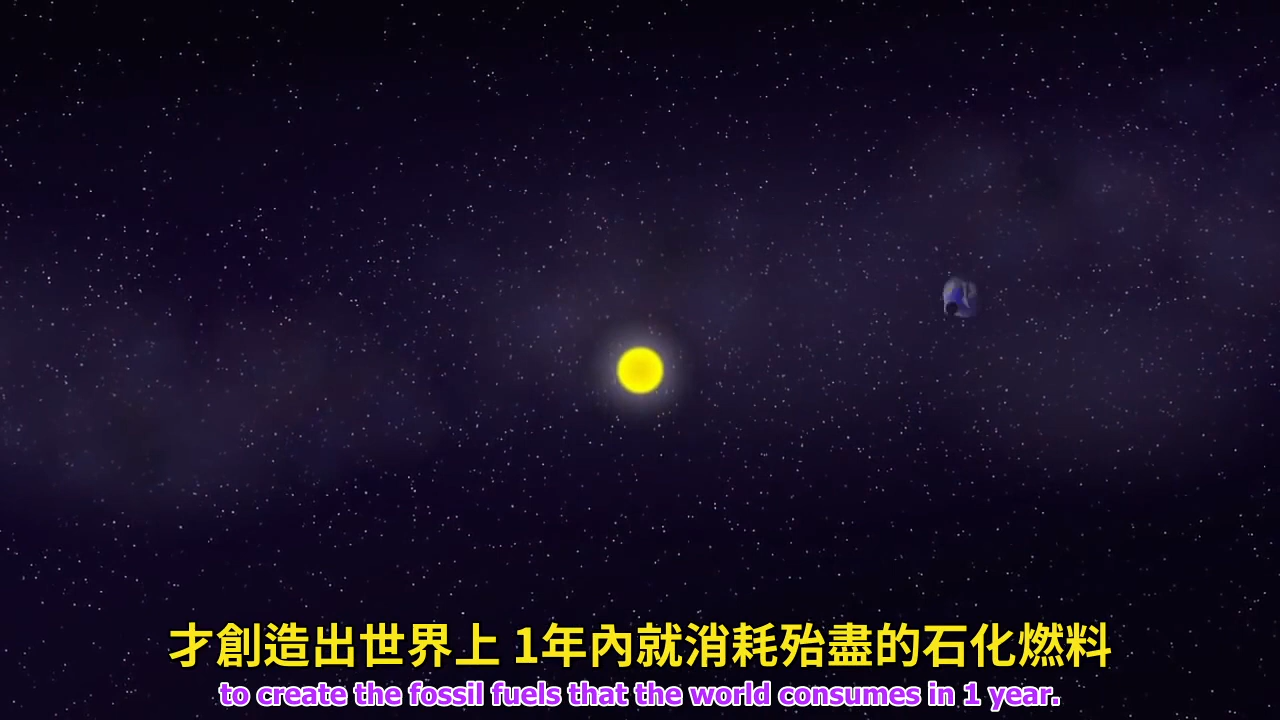 才創造出世界上 1年內就消耗殆盡的石化燃料
to create the fossil fuels that the world consumes in 1 year.